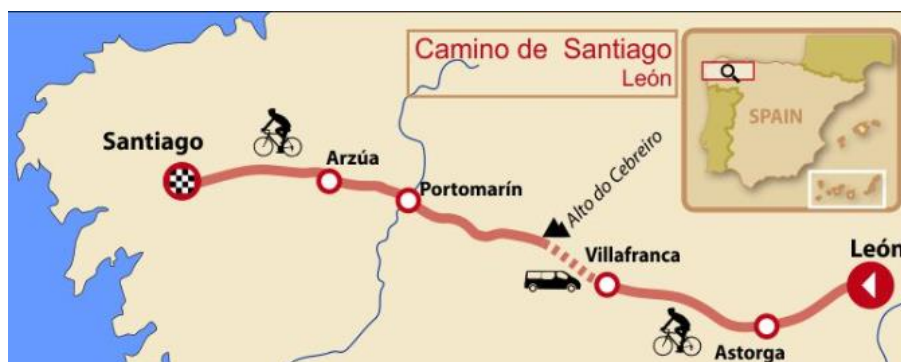 Camino de Santiago
León
SPAIN
Santiago
Arzúa
Portomarín
Alto do Cebreiro
Villafranca
León
Astorga